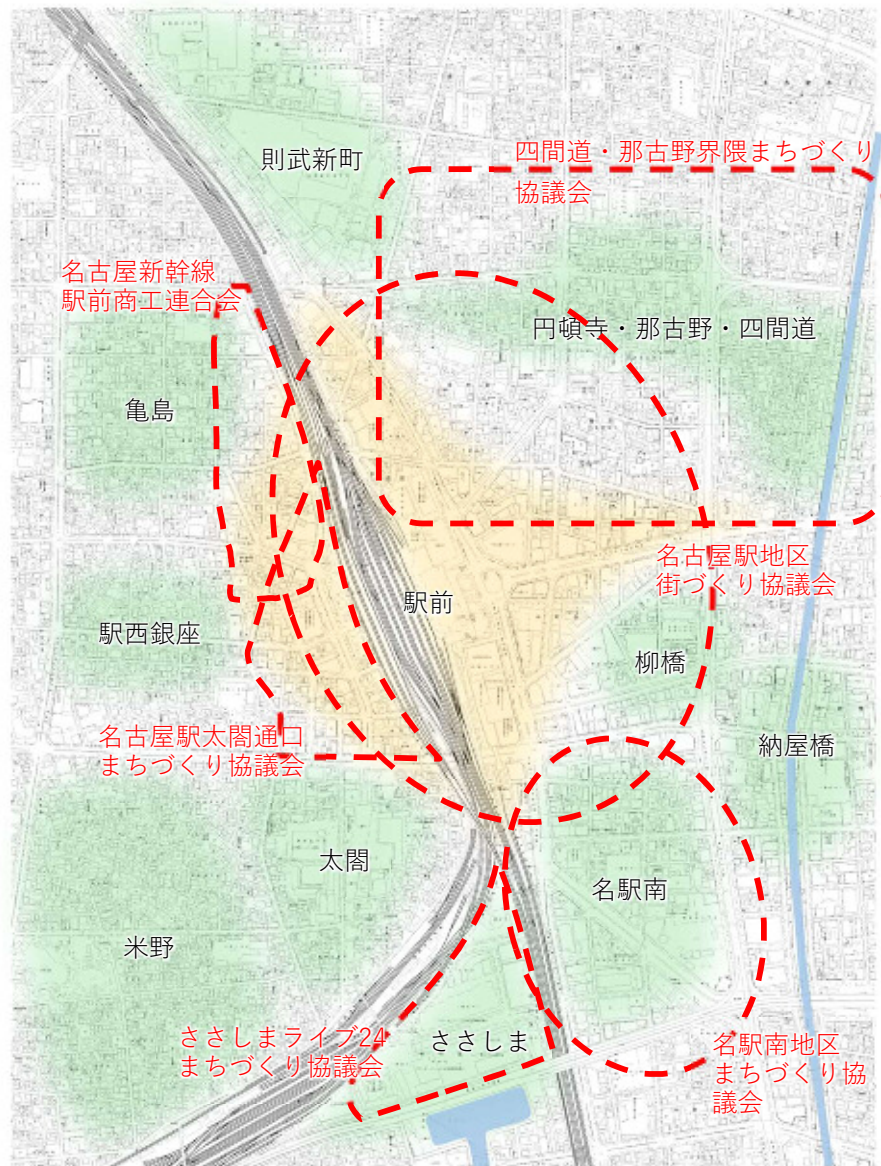 則武新町
四間道・那古野界隈まちづくり
協議会
名古屋新幹線
駅前商工連合会
円頓寺・那古野・四間道
亀島
名古屋駅地区
街づくり協議会
駅前
駅西銀座
柳橋
名古屋駅太閤通口
まちづくり協議会
納屋橋
太閤
名駅南
米野
ささしまライブ24
まちづくり協議会
ささしま
名駅南地区
まちづくり協
議会